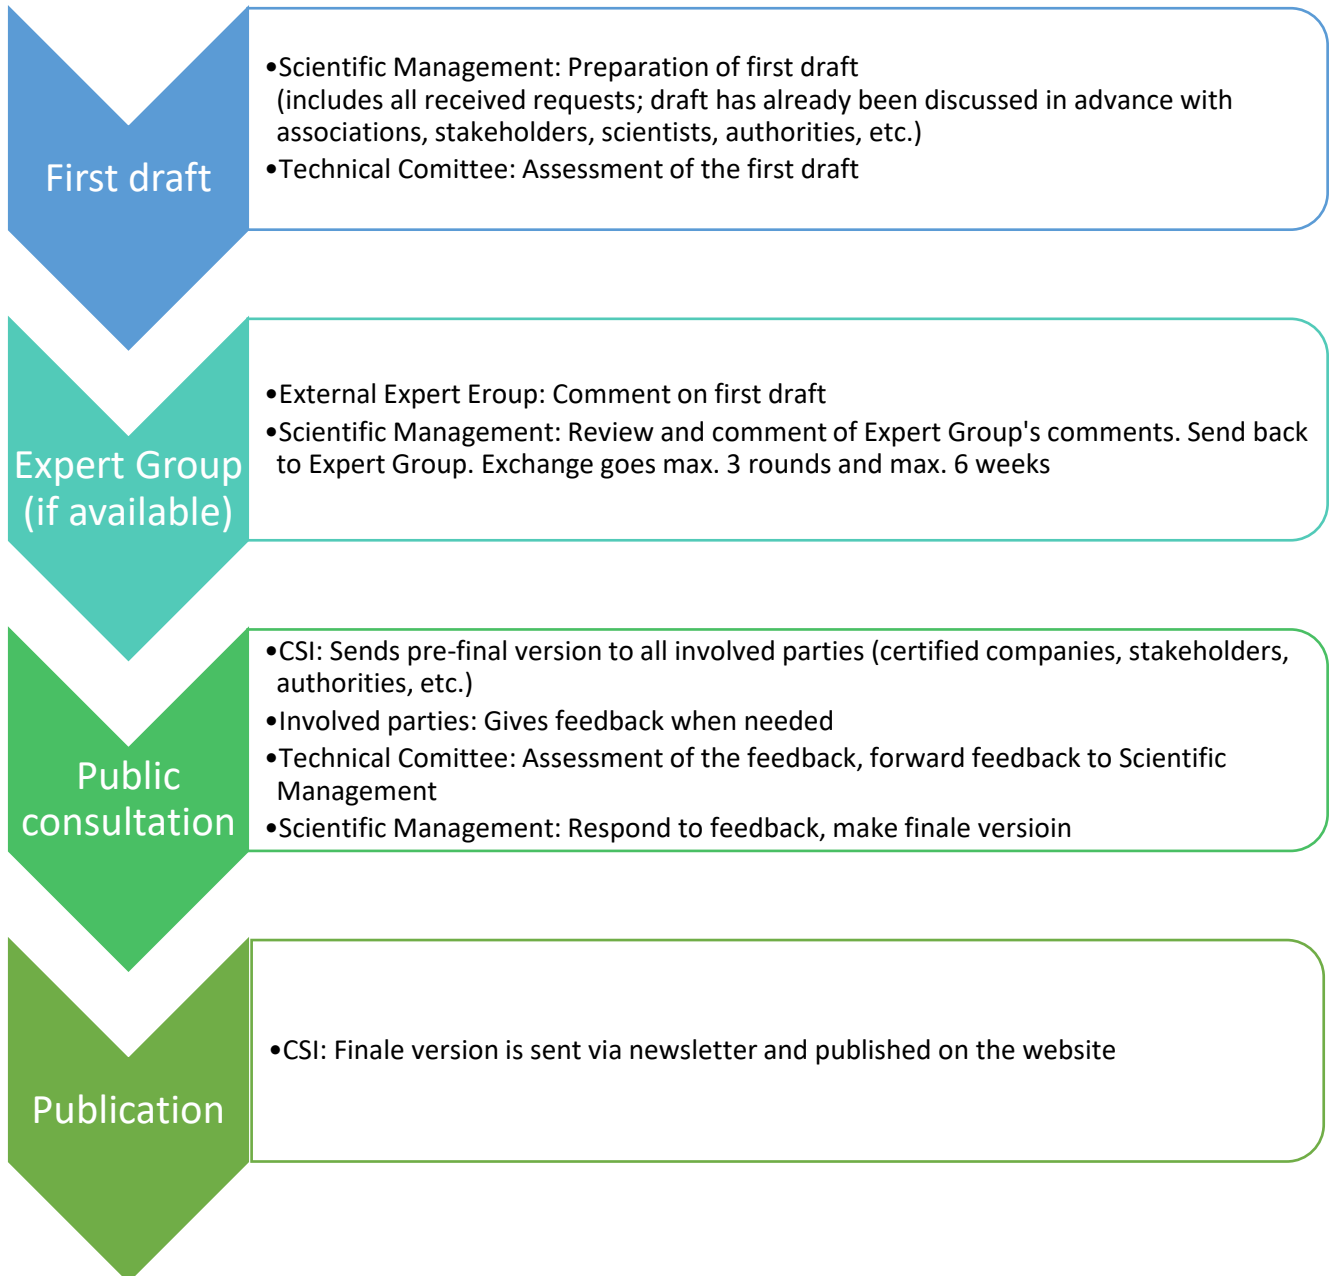 First draft
•Scientific Management: Preparation of first draft
(includes all received requests; draft has already been discussed in advance with
associations, stakeholders, scientists, authorities, etc.)
•Technical Comittee: Assessment of the first draft
Expert Group
(if available)
•External Expert Eroup: Comment on first draft
•Scientific Management: Review and comment of Expert Group's comments. Send back
to Expert Group. Exchange goes max. 3 rounds and max. 6 weeks
Public
consultation
•CSI: Sends pre-final version to all involved parties (certified companies, stakeholders,
authorities, etc.)
•Involved parties: Gives feedback when needed
•Technical Comittee: Assessment of the feedback, forward feedback to Scientific
Management
•Scientific Management: Respond to feedback, make finale versioin
Publication
•CSI: Finale version is sent via newsletter and published on the website